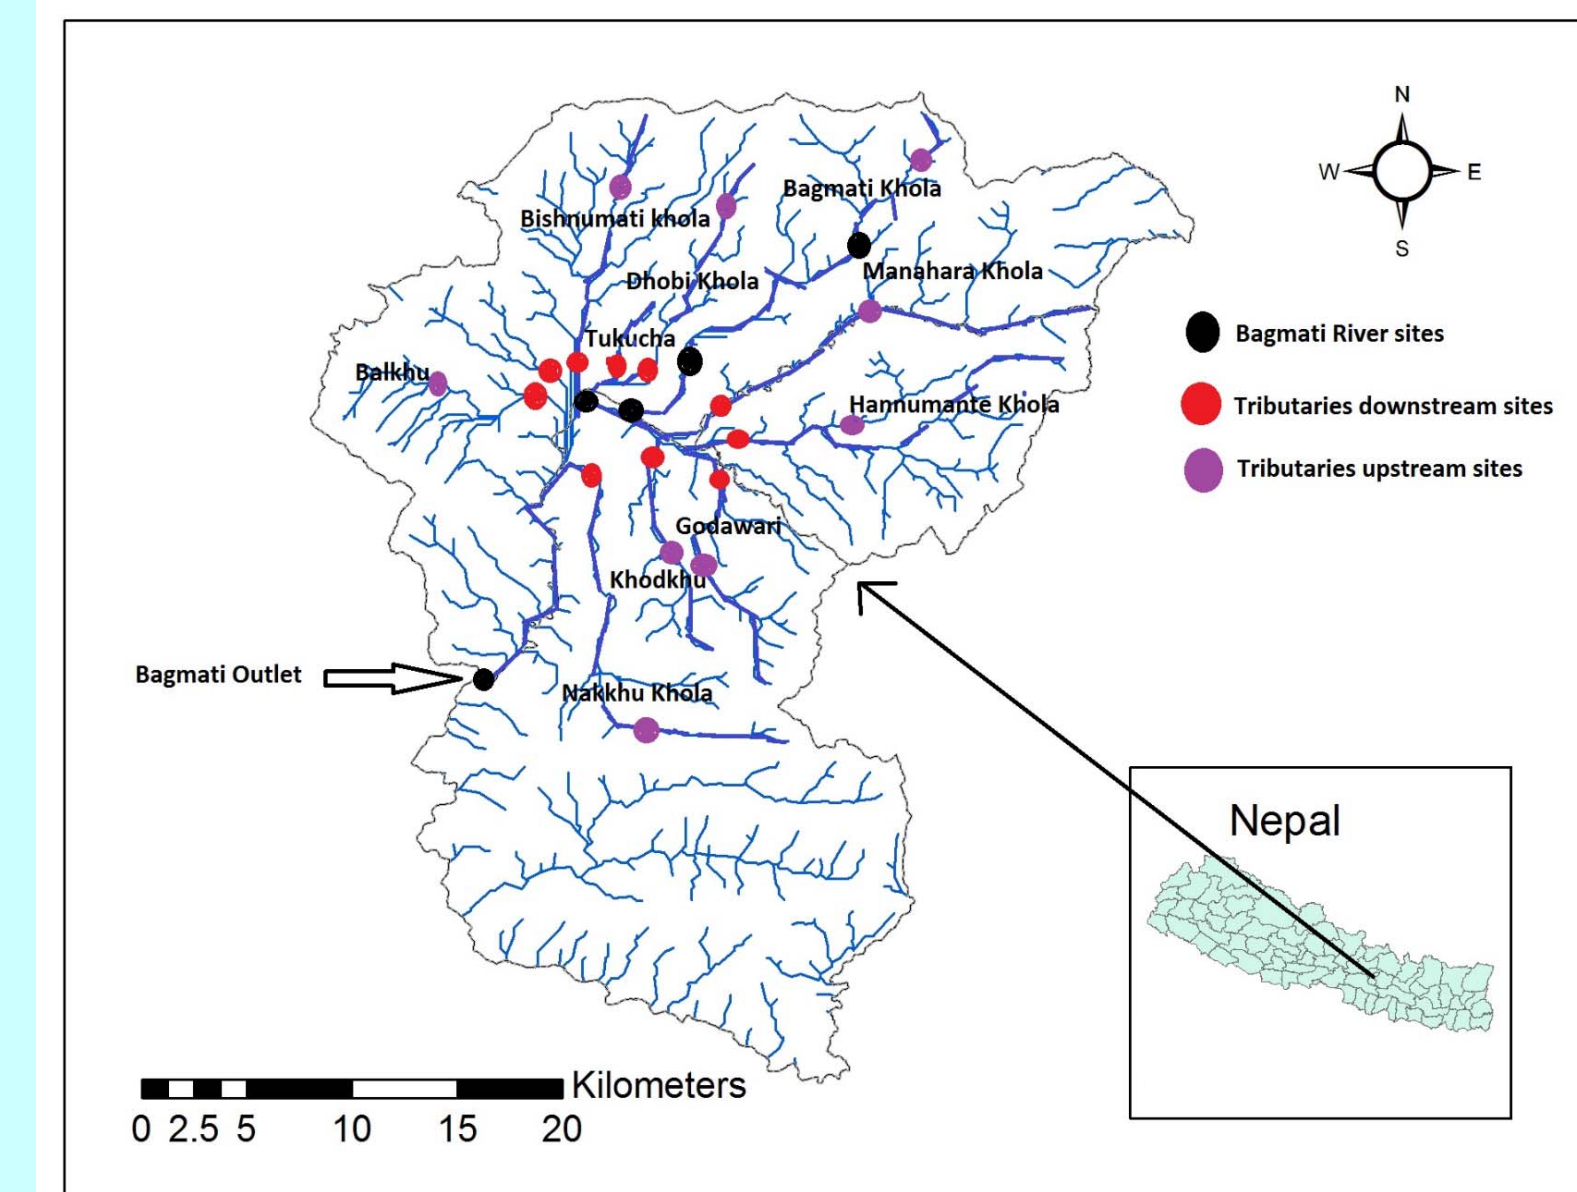 N
W E
S
Bagmati Khola
Bishnumati khola
Manahara Khola
Dhobi Khola
Bagmati River sites
Tukucha
Balkhu
Hannumante Khola
Tributaries downstream sites
Tributaries upstream sites
Godawari
Khodkhu
Bagmati Outlet
Nakkhu Khola
Nepal
Kilometers
0 2.5 5 10 15 20